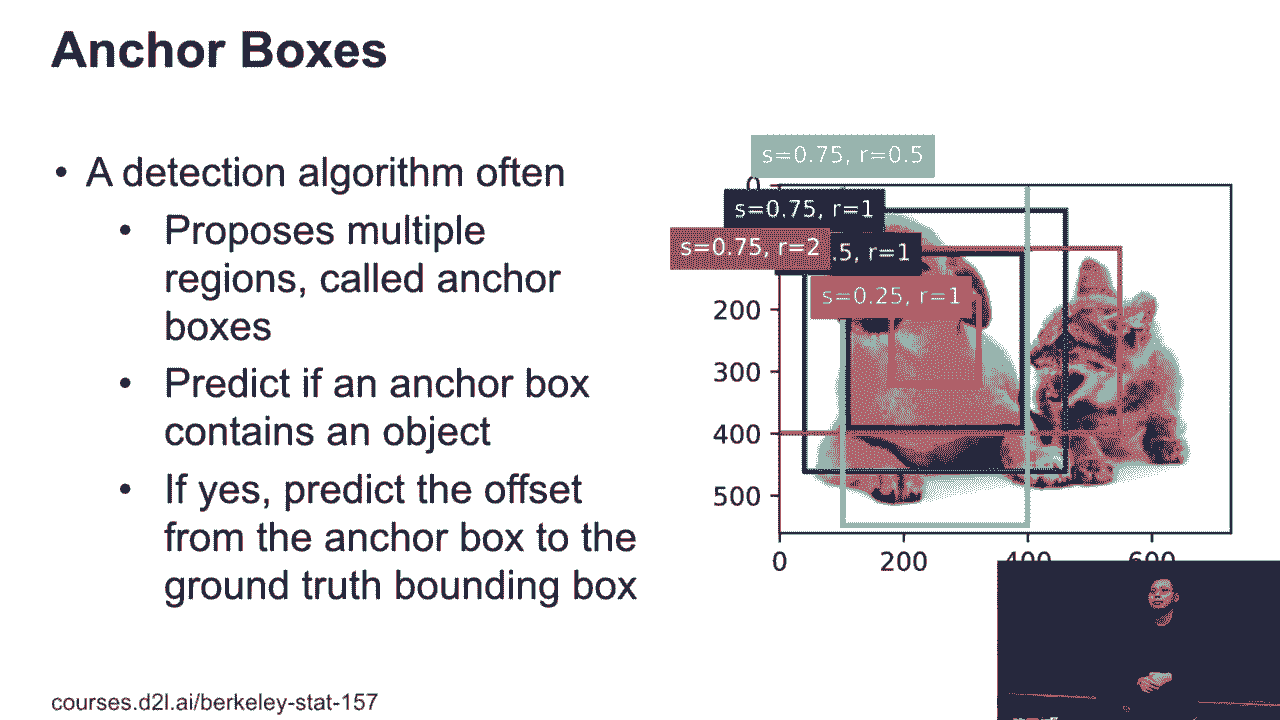 Anchor Boxes
• A detection algorithm often
• Proposes multiple
regions, called anchor
boxes
• Predict if an anchor box
contains an object
• If yes, predict the offset
from the anchor box to the
ground truth bounding box
s=0.75, r=0.5
0
s=0.75, r=1
s=0.75, r=2
.5, r=1
s=0.25, r=1
200
300
400
500
0
200
400
600
courses.d2l.ai/berkeley-stat-157